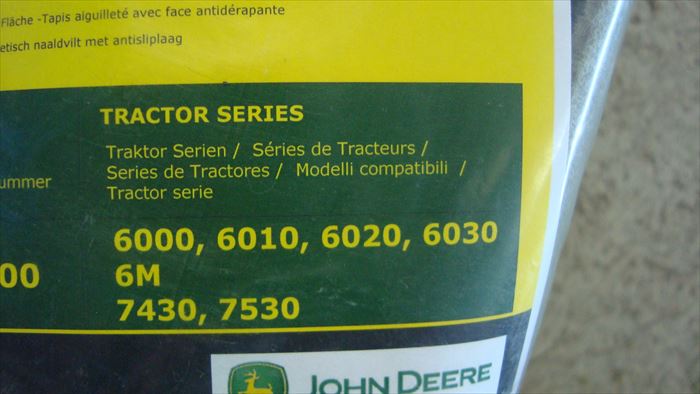 Fläche -Tapis aiguilleté avec face antidérapante
etisch naaldvilt met antisliplaag
TRACTOR SERIES
Traktor Serien / Séries de Tracteurs /
ummer Series de Tractores / Modelli compatibili /
Tractor serie
6000, 6010, 6020, 6030
00 6M
7430, 7530
JOHN DEERE